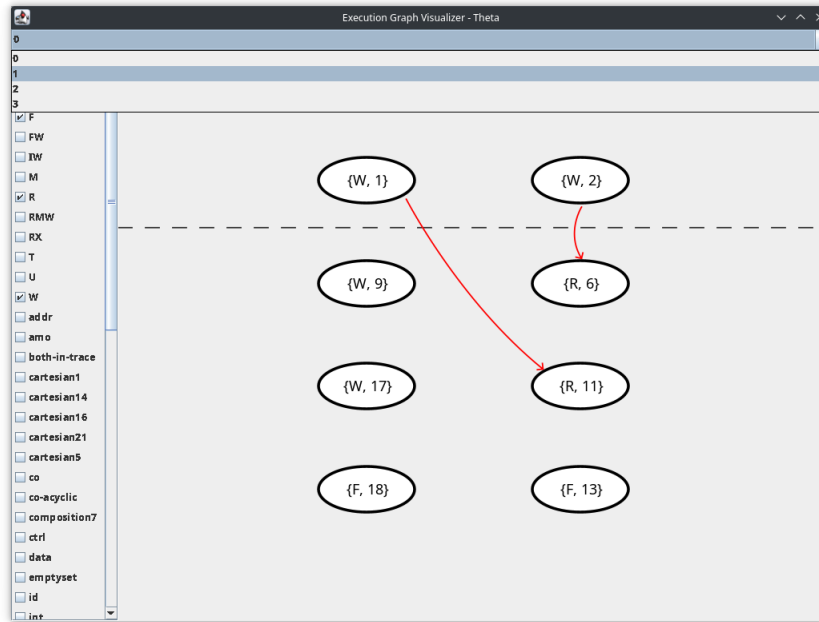 Execution Graph Visualizer - Theta
0
0
1
2
3
F
FW
IW
M
R
RMW
RX
T
U
W
addr
amo
both-in-trace
cartesian1
cartesian14
cartesian16
cartesian21
cartesian5
co
co-acyclic
composition7
ctrl
data
emptyset
id
int
{W, 1} {W, 2}
{W, 9} {R, 6}
{W, 17} {R, 11}
{F, 18} {F, 13}